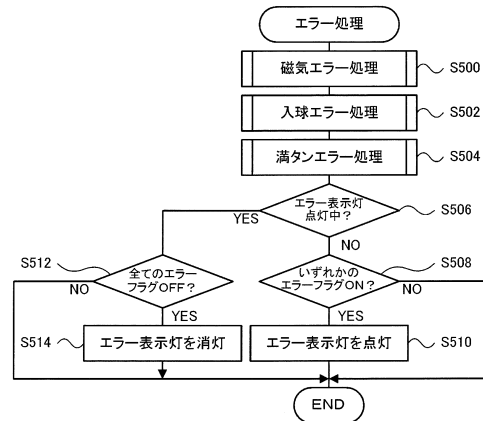 エラー処理
磁気エラー処理
S500
入球エラー処理
S502
満タンエラー処理
S504
エラー表示灯
点灯中？
S506
YES
NO
S512
全てのエラー
フラグOFF？
NO
YES
いずれかの
エラーフラグON？
S508
NO
YES
S514
エラー表示灯を消灯
エラー表示灯を点灯
S510
END